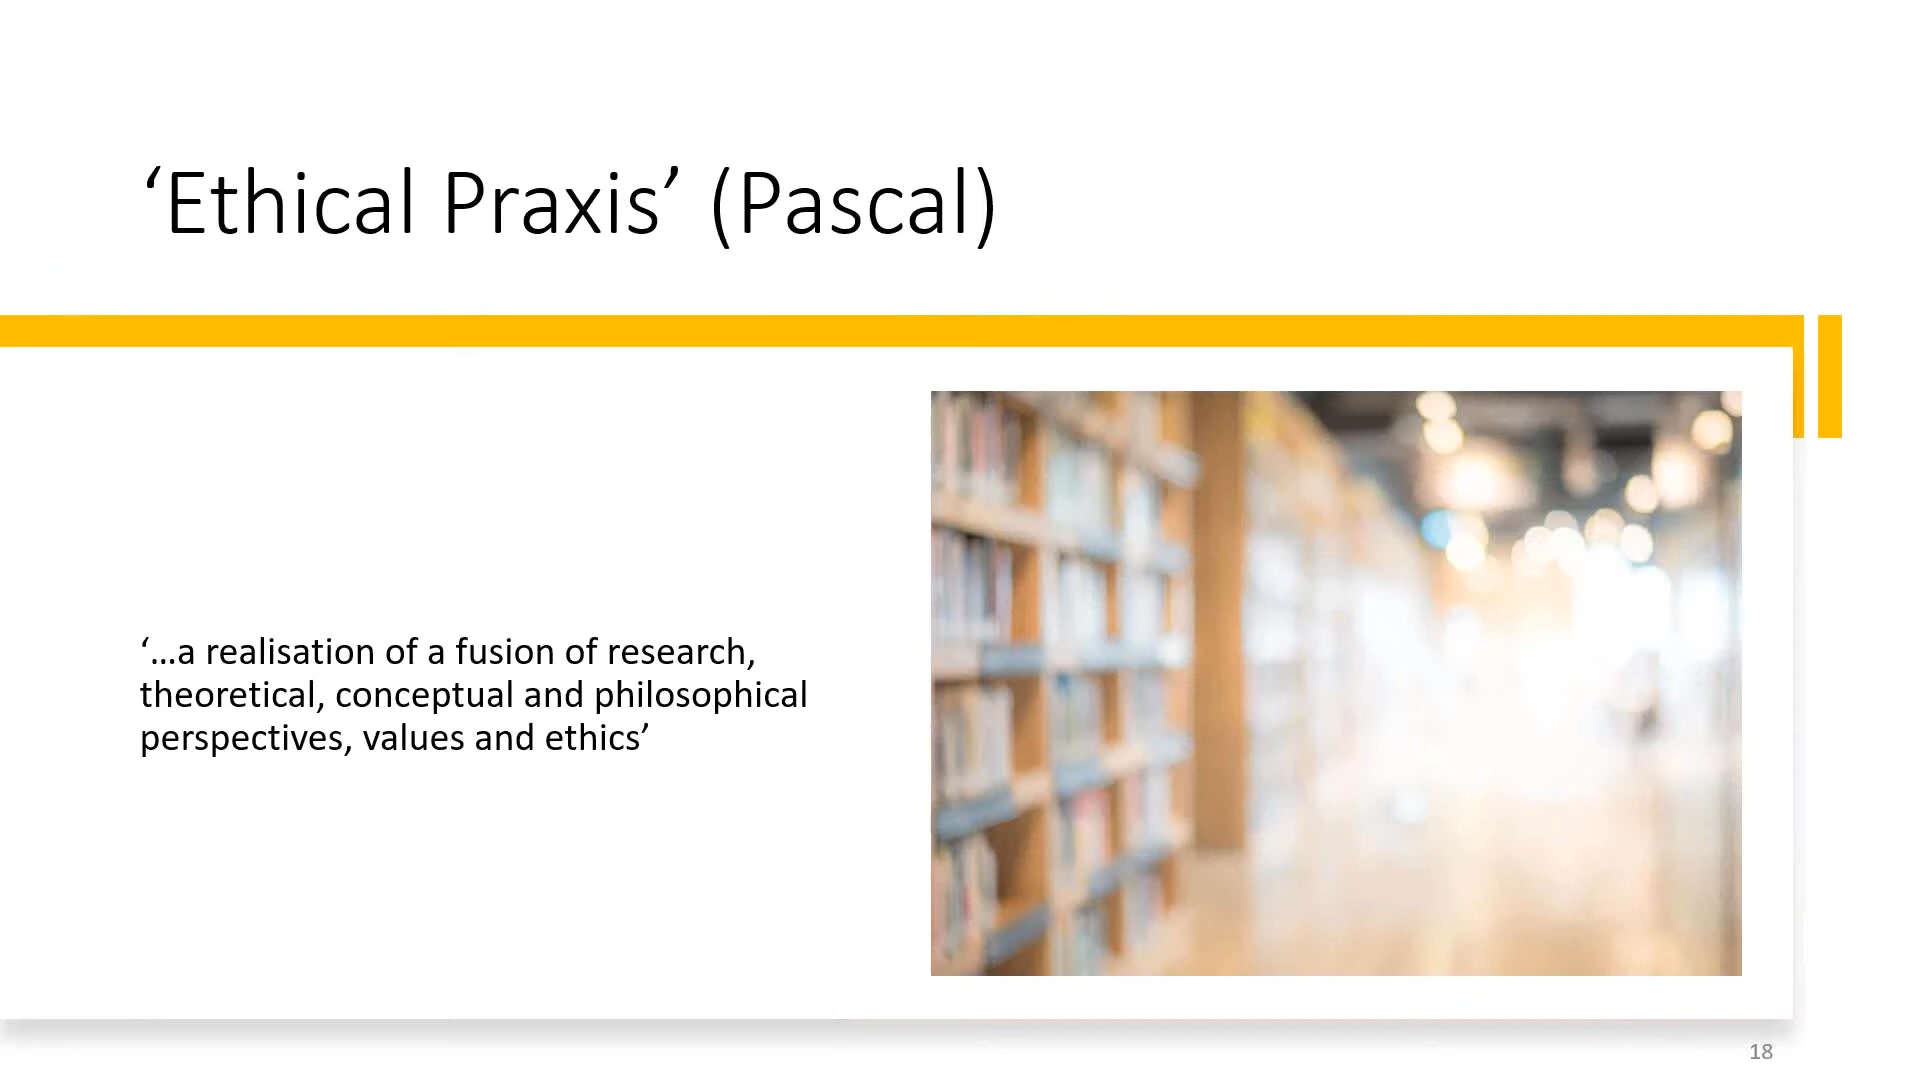 ‘Ethical Praxis’ (Pascal)
‘…a realisation of a fusion of research,
theoretical, conceptual and philosophical
perspectives, values and ethics’
18